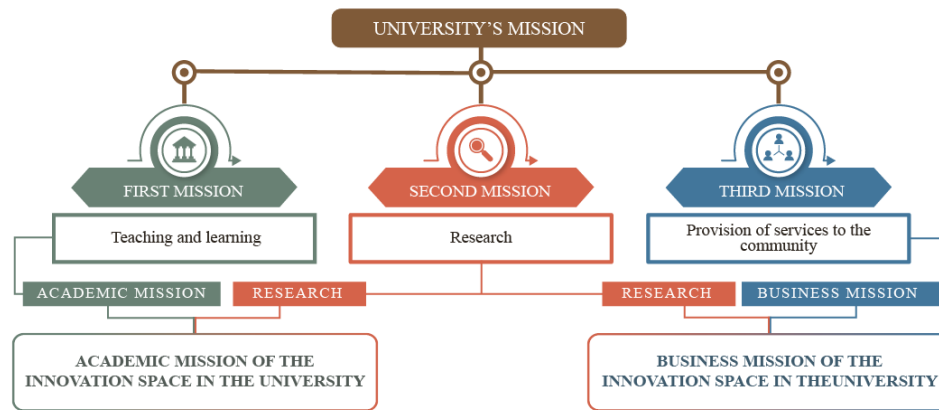 UNIVERSITY'S MISSION
FIRST MISSION
SECOND MISSION
THIRD MISSION
Teaching and learning
Research
Provision of services to the
community
ACADEMIC MISSION
RESEARCH
RESEARCH
BUSINESS MISSION
ACADEMIC MISSION OF THE
INNOVATION SPACE IN THE UNIVERSITY
BUSINESS MISSION OF THE
INNOVATION SPACE IN THEUNIVERSITY